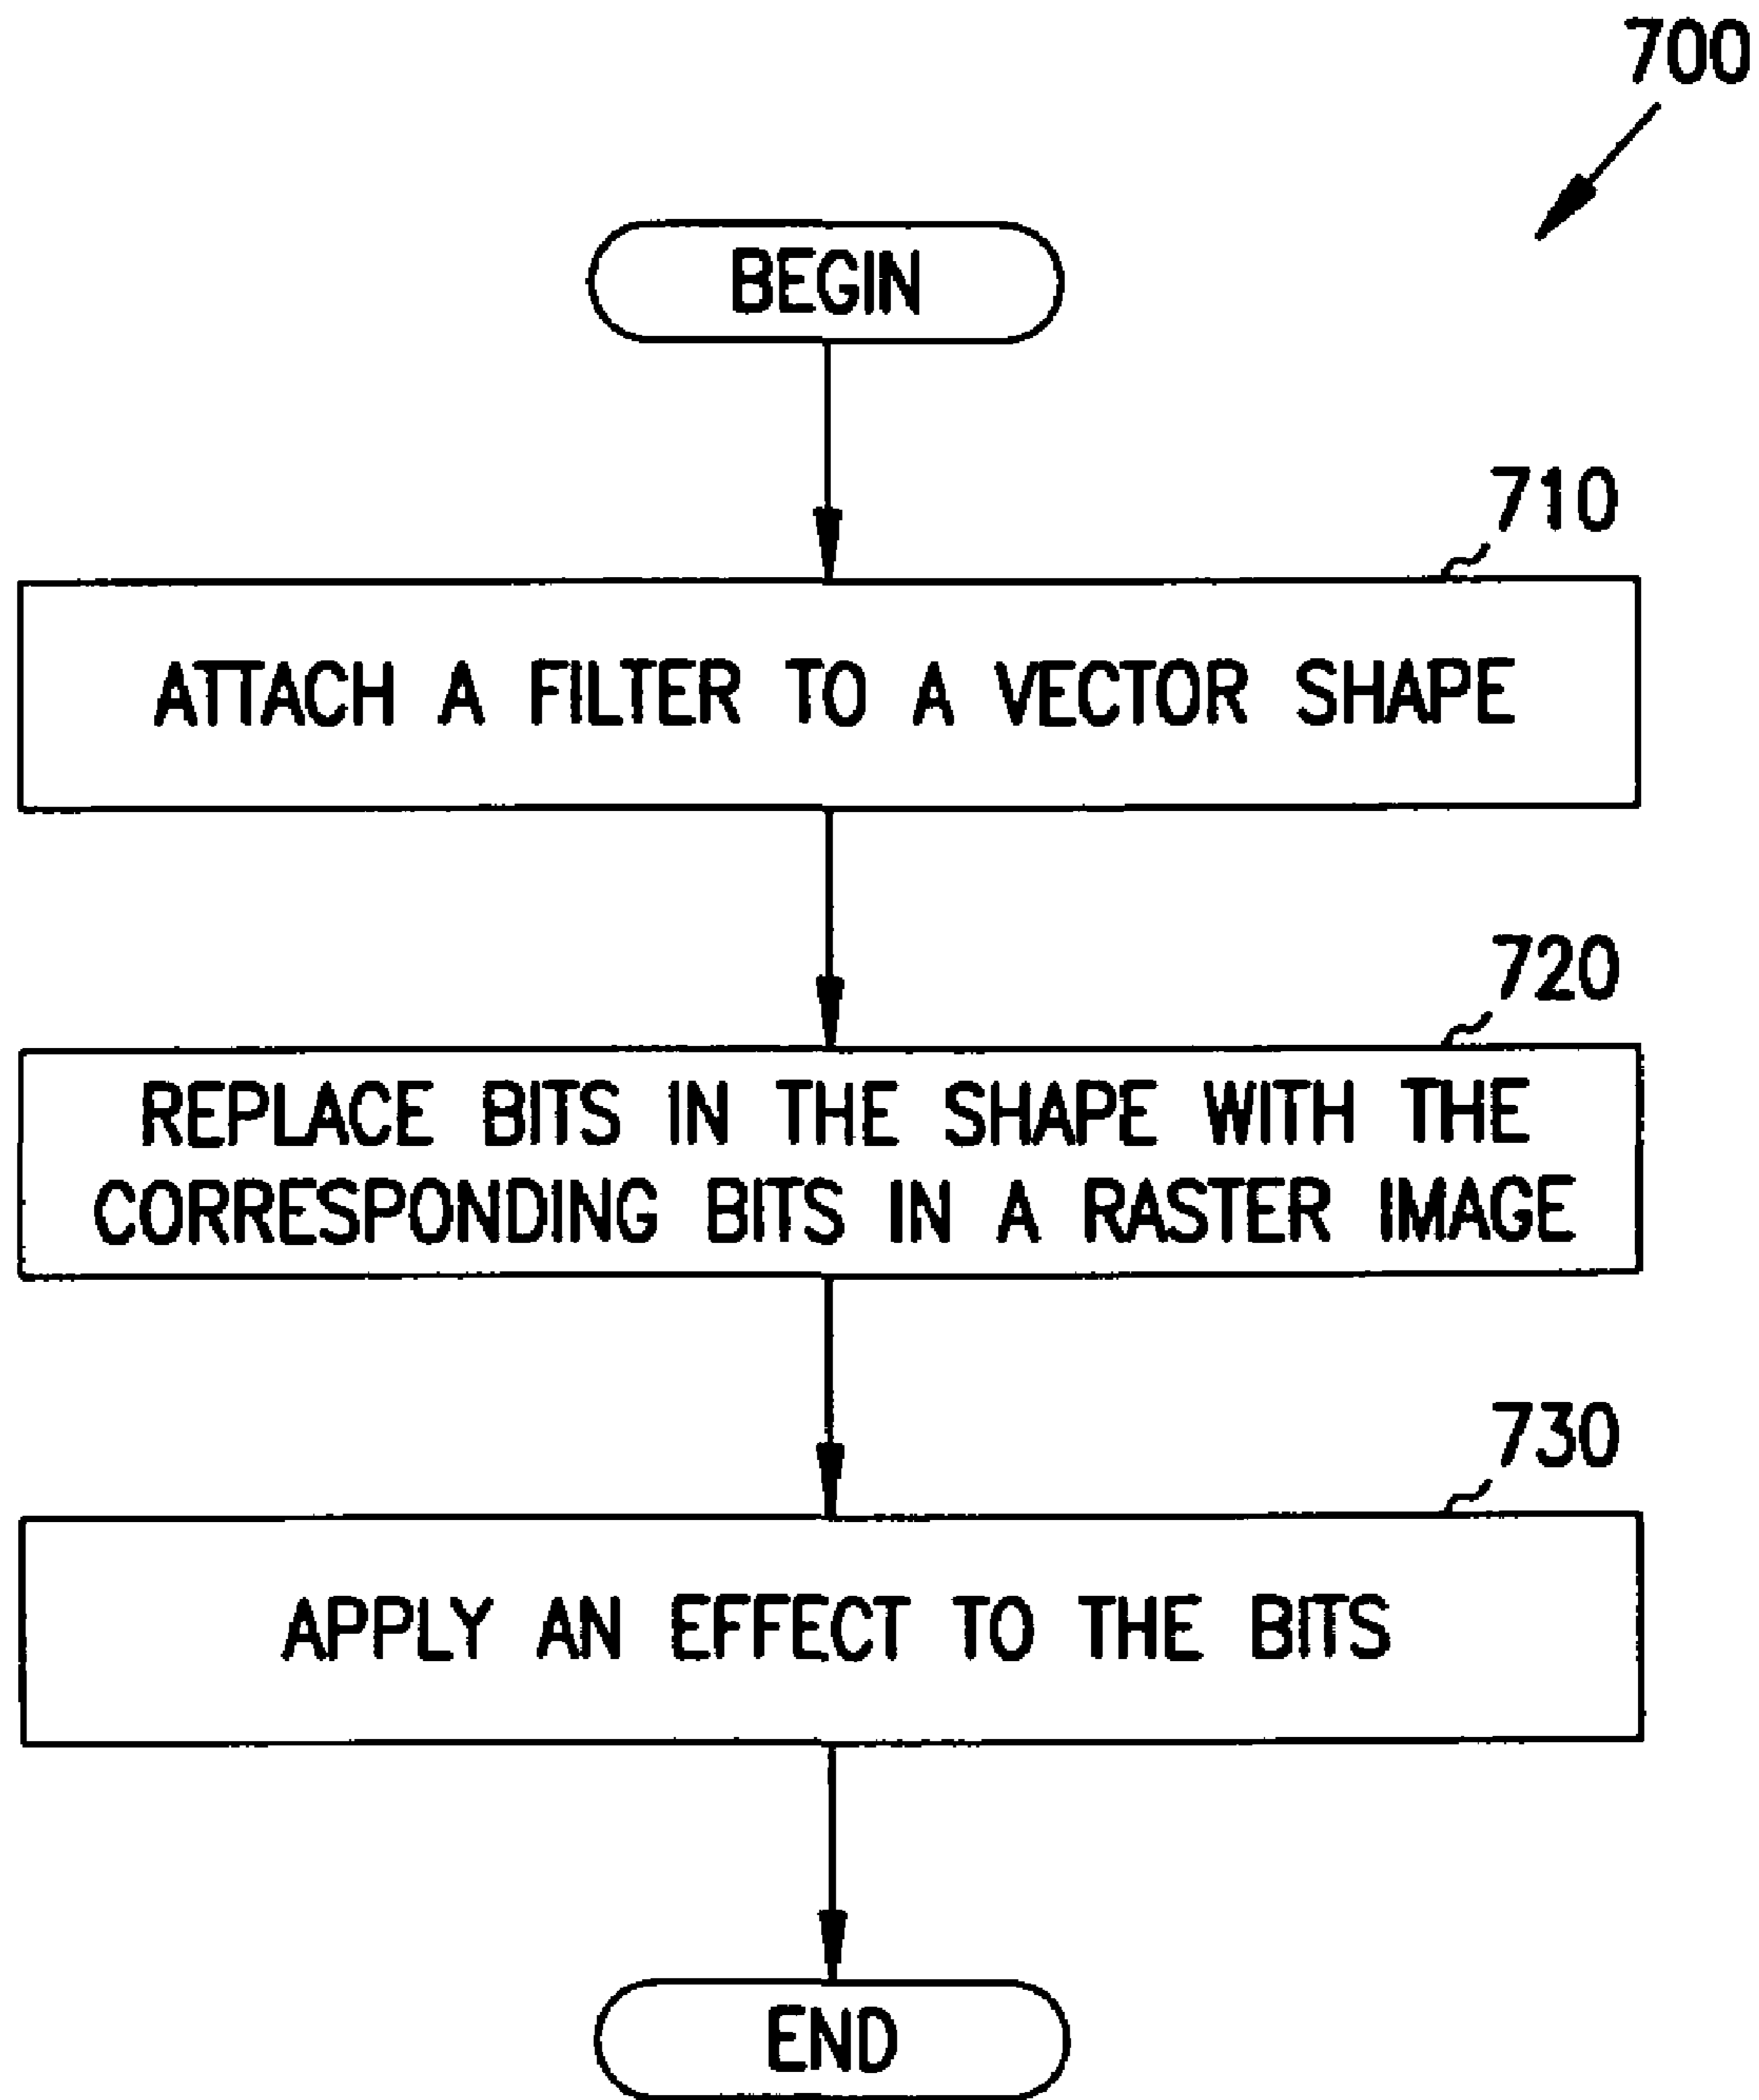 700
BEGIN
710
ATTACH A FILTER TO A VECTOR SHAPE
720
REPLACE BITS IN THE SHAPE WITH THE
CORRESPONDING BITS IN A RASTER IMAGE
730
APPLY AN EFFECT TO THE BITS
END